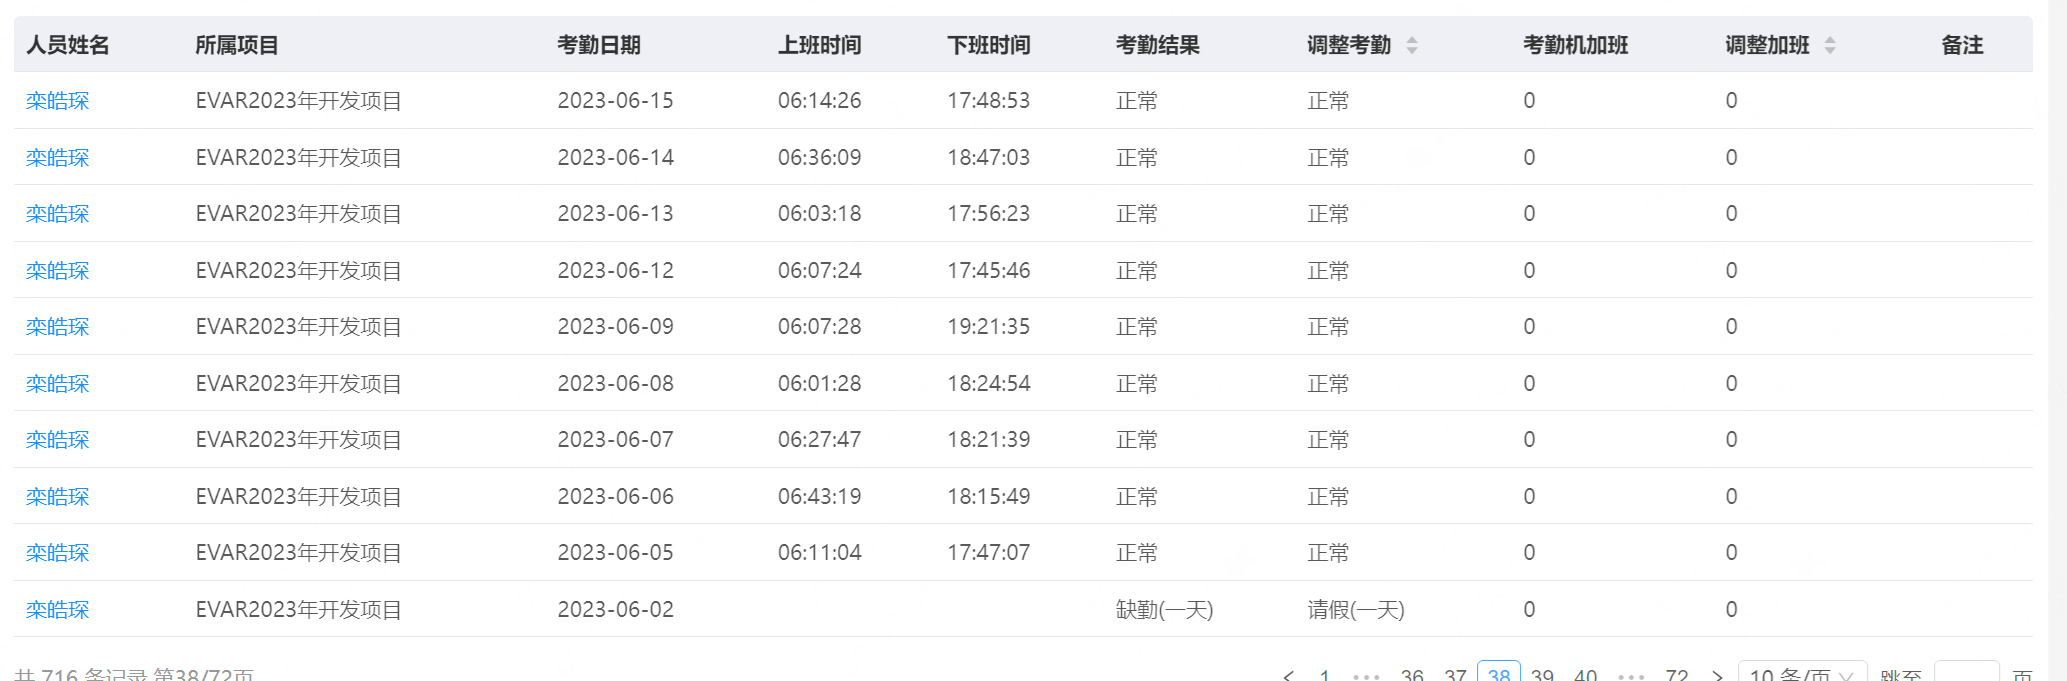 人员姓名 所属项目 考勤日期 上班时间 下班时间 考勤结果 调整考勤 考勤机加班 调整加班 备注
栾皓琛 EVAR2023年开发项目 2023-06-15 06:14:26 17:48:53 正常 正常 0 0
栾皓琛 EVAR2023年开发项目 2023-06-14 06:36:09 18:47:03 正常 正常 0 0
栾皓琛 EVAR2023年开发项目 2023-06-13 06:03:18 17:56:23 正常 正常 0 0
栾皓琛 EVAR2023年开发项目 2023-06-12 06:07:24 17:45:46 正常 正常 0 0
栾皓琛 EVAR2023年开发项目 2023-06-09 06:07:28 19:21:35 正常 正常 0 0
栾皓琛 EVAR2023年开发项目 2023-06-08 06:01:28 18:24:54 正常 正常 0 0
栾皓琛 EVAR2023年开发项目 2023-06-07 06:27:47 18:21:39 正常 正常 0 0
栾皓琛 EVAR2023年开发项目 2023-06-06 06:43:19 18:15:49 正常 正常 0 0
栾皓琛 EVAR2023年开发项目 2023-06-05 06:11:04 17:47:07 正常 正常 0 0
栾皓琛 EVAR2023年开发项目 2023-06-02 缺勤(一天) 请假(一天) 0 0
共 716 条记录 第38/72页 < 1 ••• 36 37 38 39 40 ••• 72 > 10 条/页 跳至 页